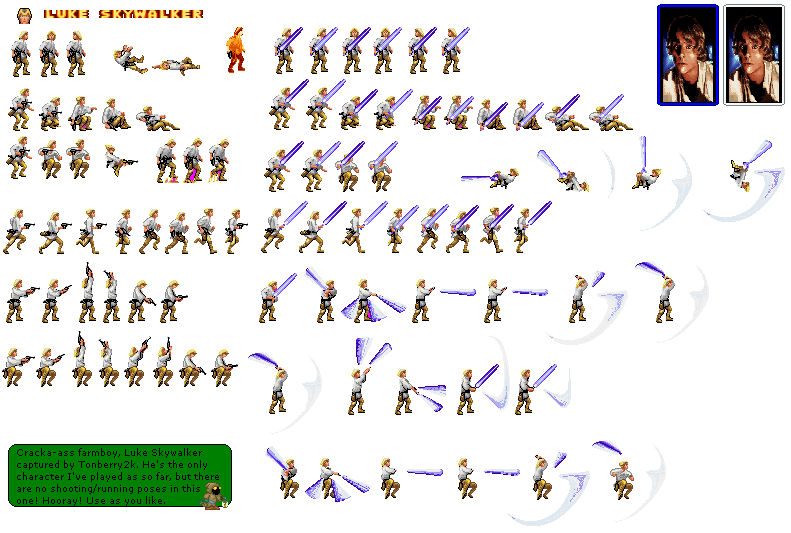 LUKE SKYWALKER
Cracka-ass farmboy, Luke Skywalker
captured by Tonberry2k. He's the only
character I've played as so far, but there
are no shooting/running poses in this
one! Hooray! Use as you like.